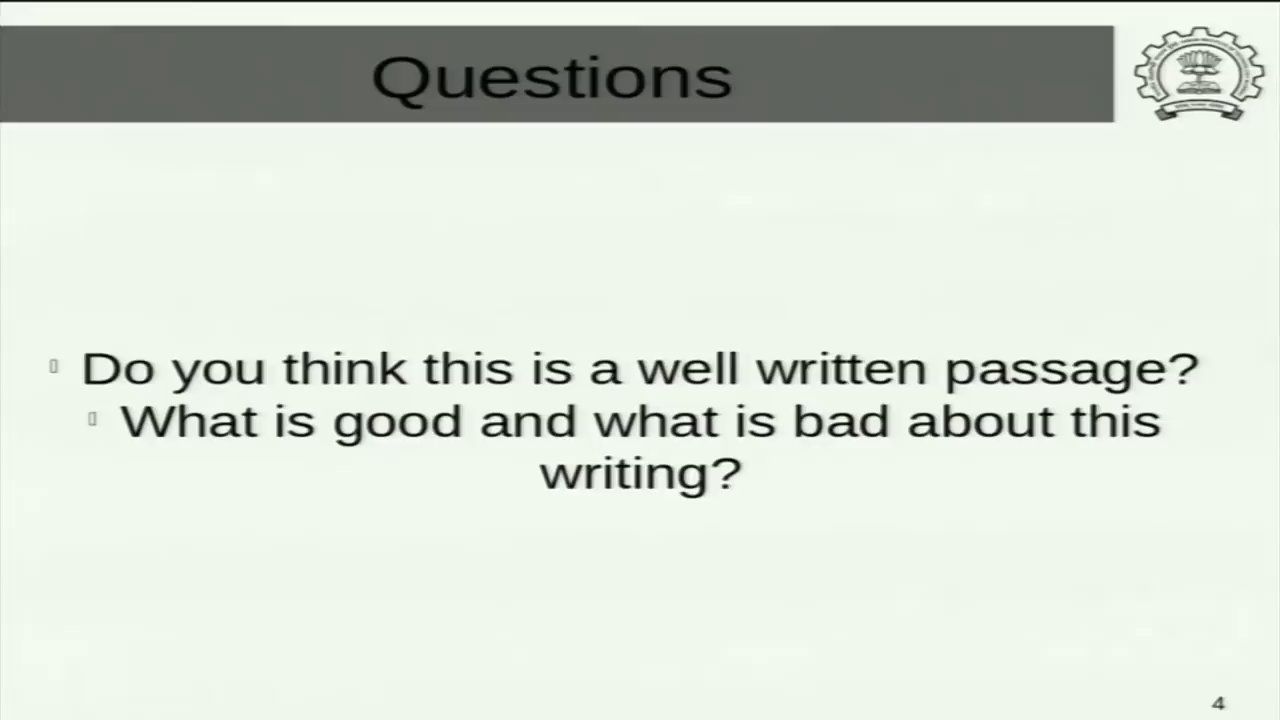 Questions
Do you think this is a well written passage?
What is good and what is bad about this
writing?
4